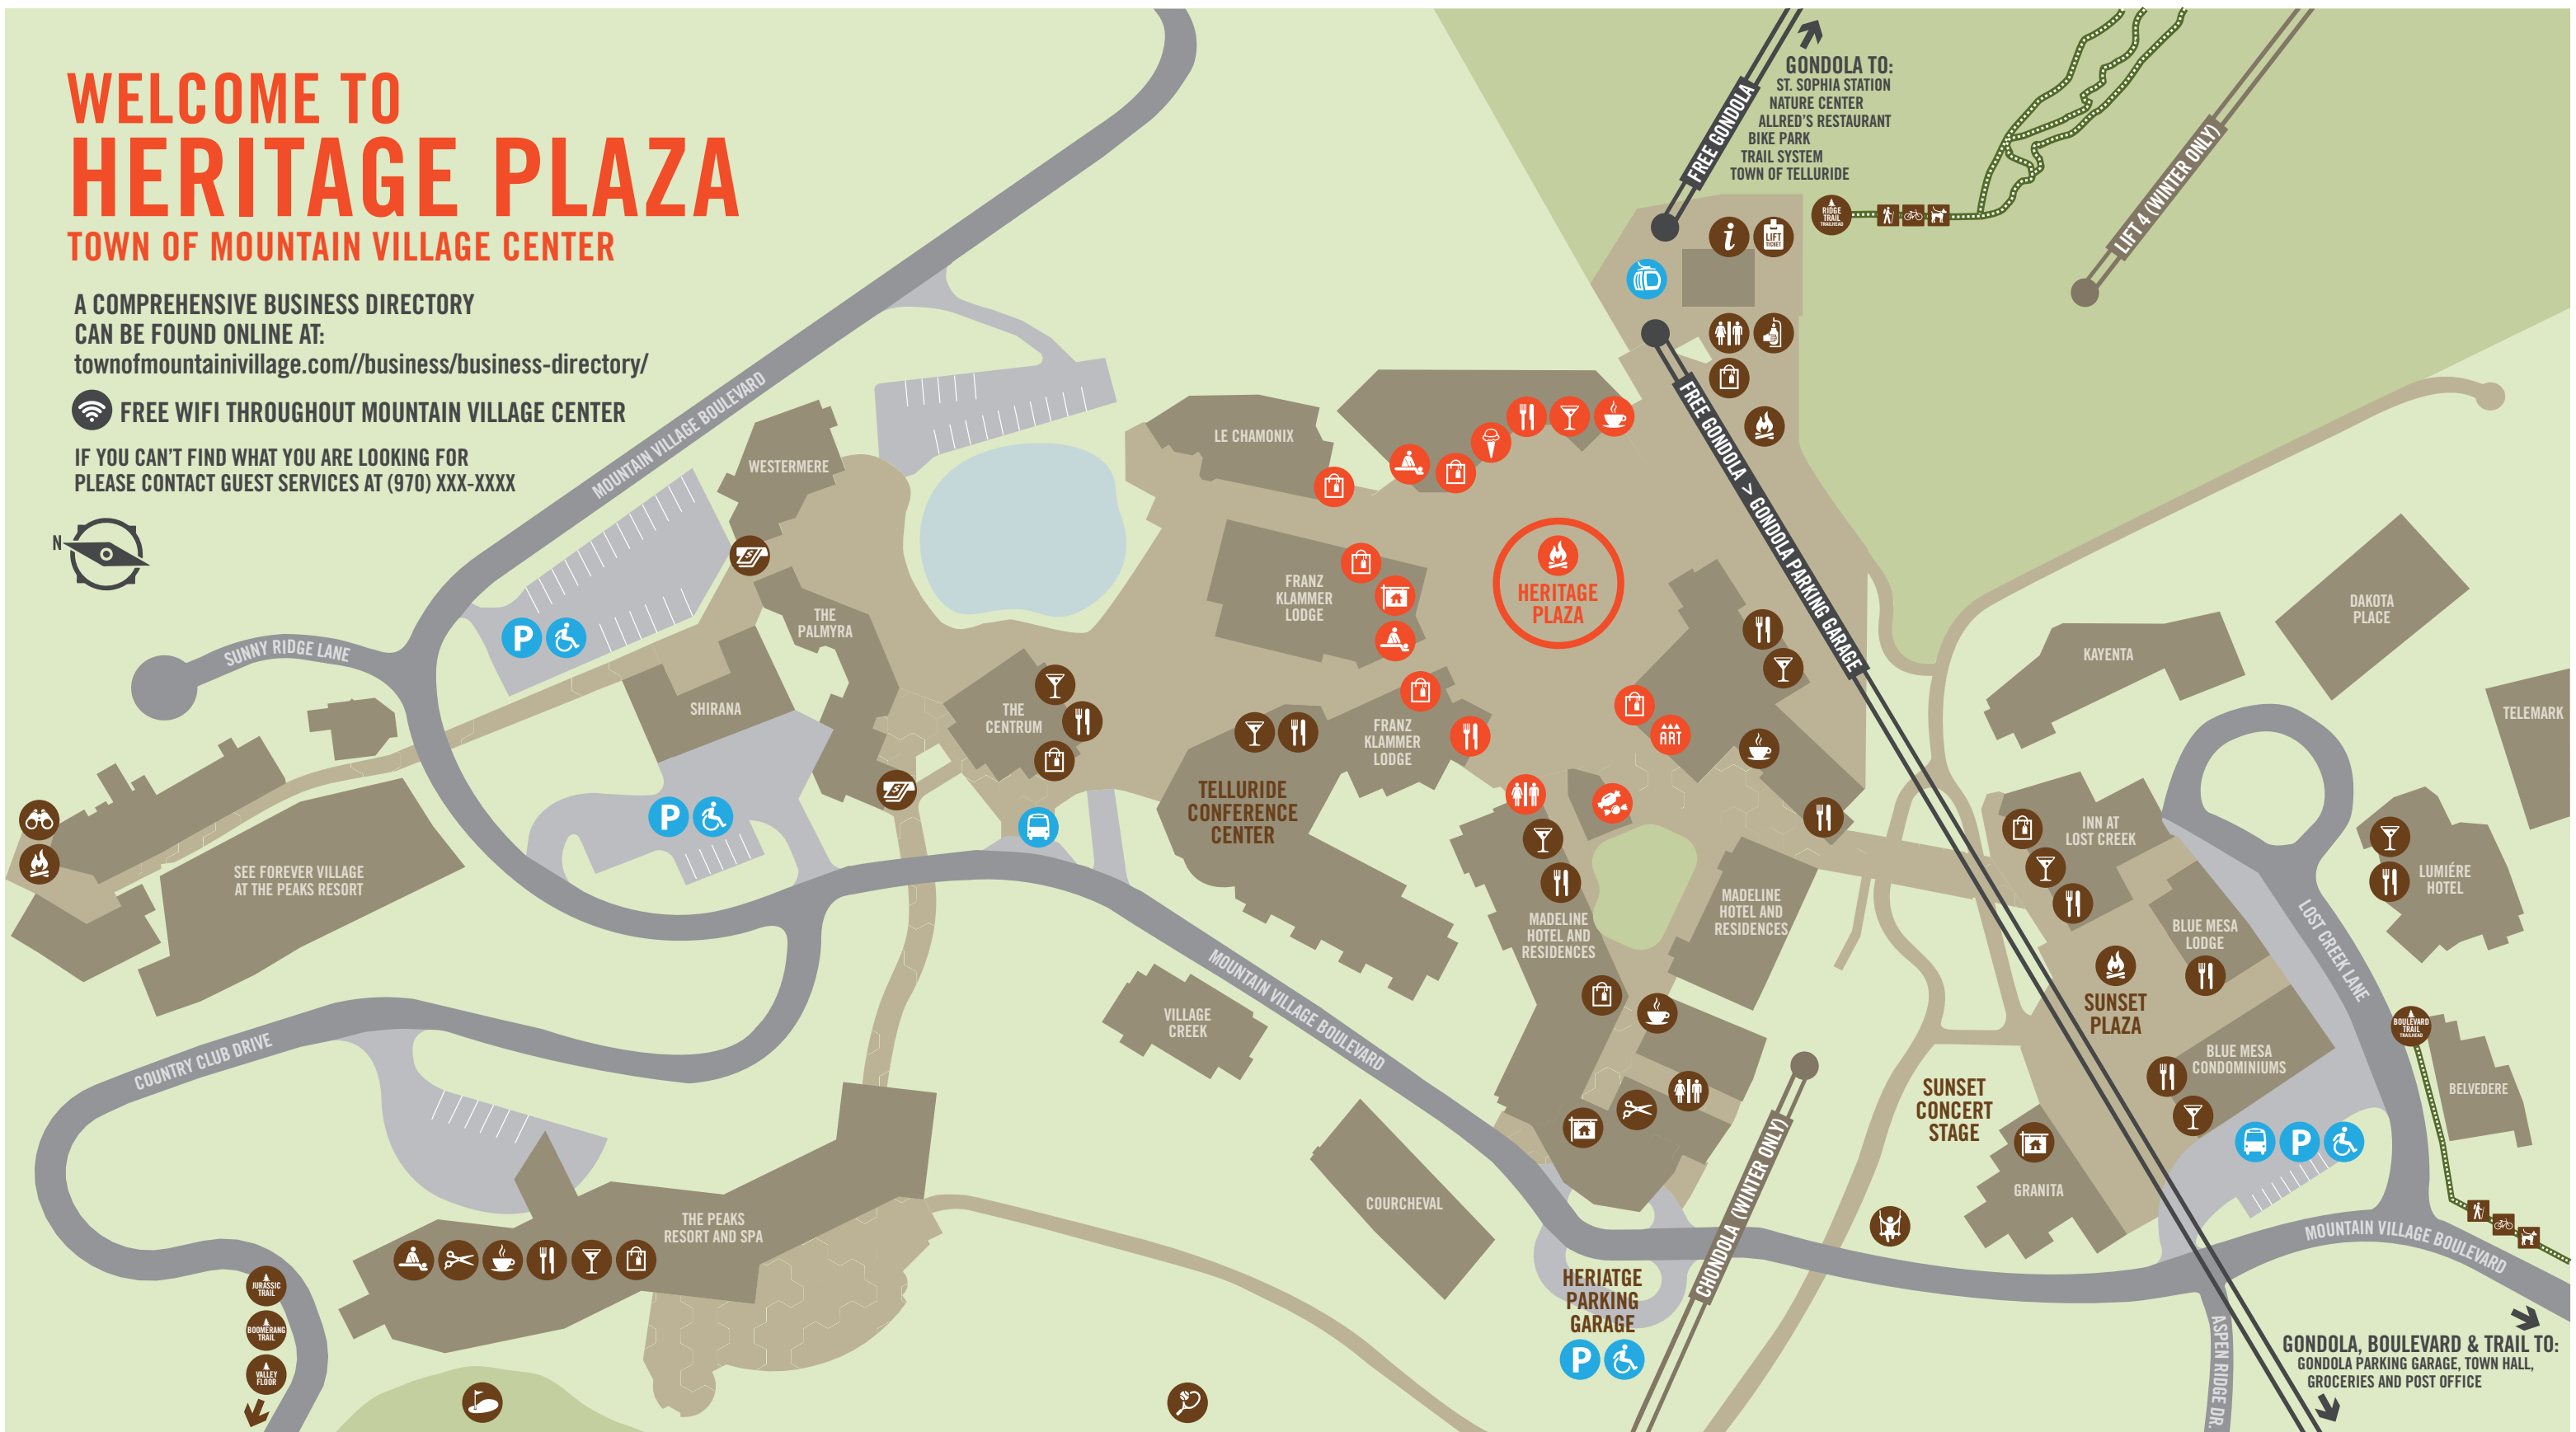 WELCOME TO
HERITAGE PLAZA
TOWN OF MOUNTAIN VILLAGE CENTER
A COMPREHENSIVE BUSINESS DIRECTORY
CAN BE FOUND ONLINE AT:
townofmountainivillage.com//business/business-directory/
FREE WIFI THROUGHOUT MOUNTAIN VILLAGE CENTER
IF YOU CAN'T FIND WHAT YOU ARE LOOKING FOR
PLEASE CONTACT GUEST SERVICES AT (970) XXX-XXXX
N
GONDOLA TO:
ST. SOPHIA STATION
NATURE CENTER
ALLRED'S RESTAURANT
BIKE PARK
TRAIL SYSTEM
TOWN OF TELLURIDE
FREE GONDOLA
RIDGE
TRAIL
TRAILHEAD
LIFT
TICKET
LIFT 4 (WINTER ONLY)
FREE GONDOLA > GONDOLA PARKING GARAGE
MOUNTAIN VILLAGE BOULEVARD
WESTERMERE
LE CHAMONIX
FRANZ
KLAMMER
LODGE
HERITAGE
PLAZA
THE
PALMYRA
SUNNY RIDGE LANE
P
SHIRANA
THE
CENTRUM
FRANZ
KLAMMER
LODGE
ART
KAYENTA
DAKOTA
PLACE
TELEMARK
P
TELLURIDE
CONFERENCE
CENTER
SEE FOREVER VILLAGE
AT THE PEAKS RESORT
MADELINE
HOTEL AND
RESIDENCES
MADELINE
HOTEL AND
RESIDENCES
INN AT
LOST CREEK
LUMIÉRE
HOTEL
BLUE MESA
LODGE
LOST CREEK LANE
SUNSET
PLAZA
BOULEVARD
TRAIL
TRAILHEAD
BLUE MESA
CONDOMINIUMS
BELVEDERE
VILLAGE
CREEK
MOUNTAIN VILLAGE BOULEVARD
COUNTRY CLUB DRIVE
SUNSET
CONCERT
STAGE
P
GRANITA
COURCHEVAL
CHONDOLA (WINTER ONLY)
THE PEAKS
RESORT AND SPA
JURASSIC
TRAIL
BOOMERANG
TRAIL
VALLEY
FLOOR
HERIATGE
PARKING
GARAGE
P
MOUNTAIN VILLAGE BOULEVARD
ASPEN RIDGE DR.
GONDOLA, BOULEVARD & TRAIL TO:
GONDOLA PARKING GARAGE, TOWN HALL,
GROCERIES AND POST OFFICE